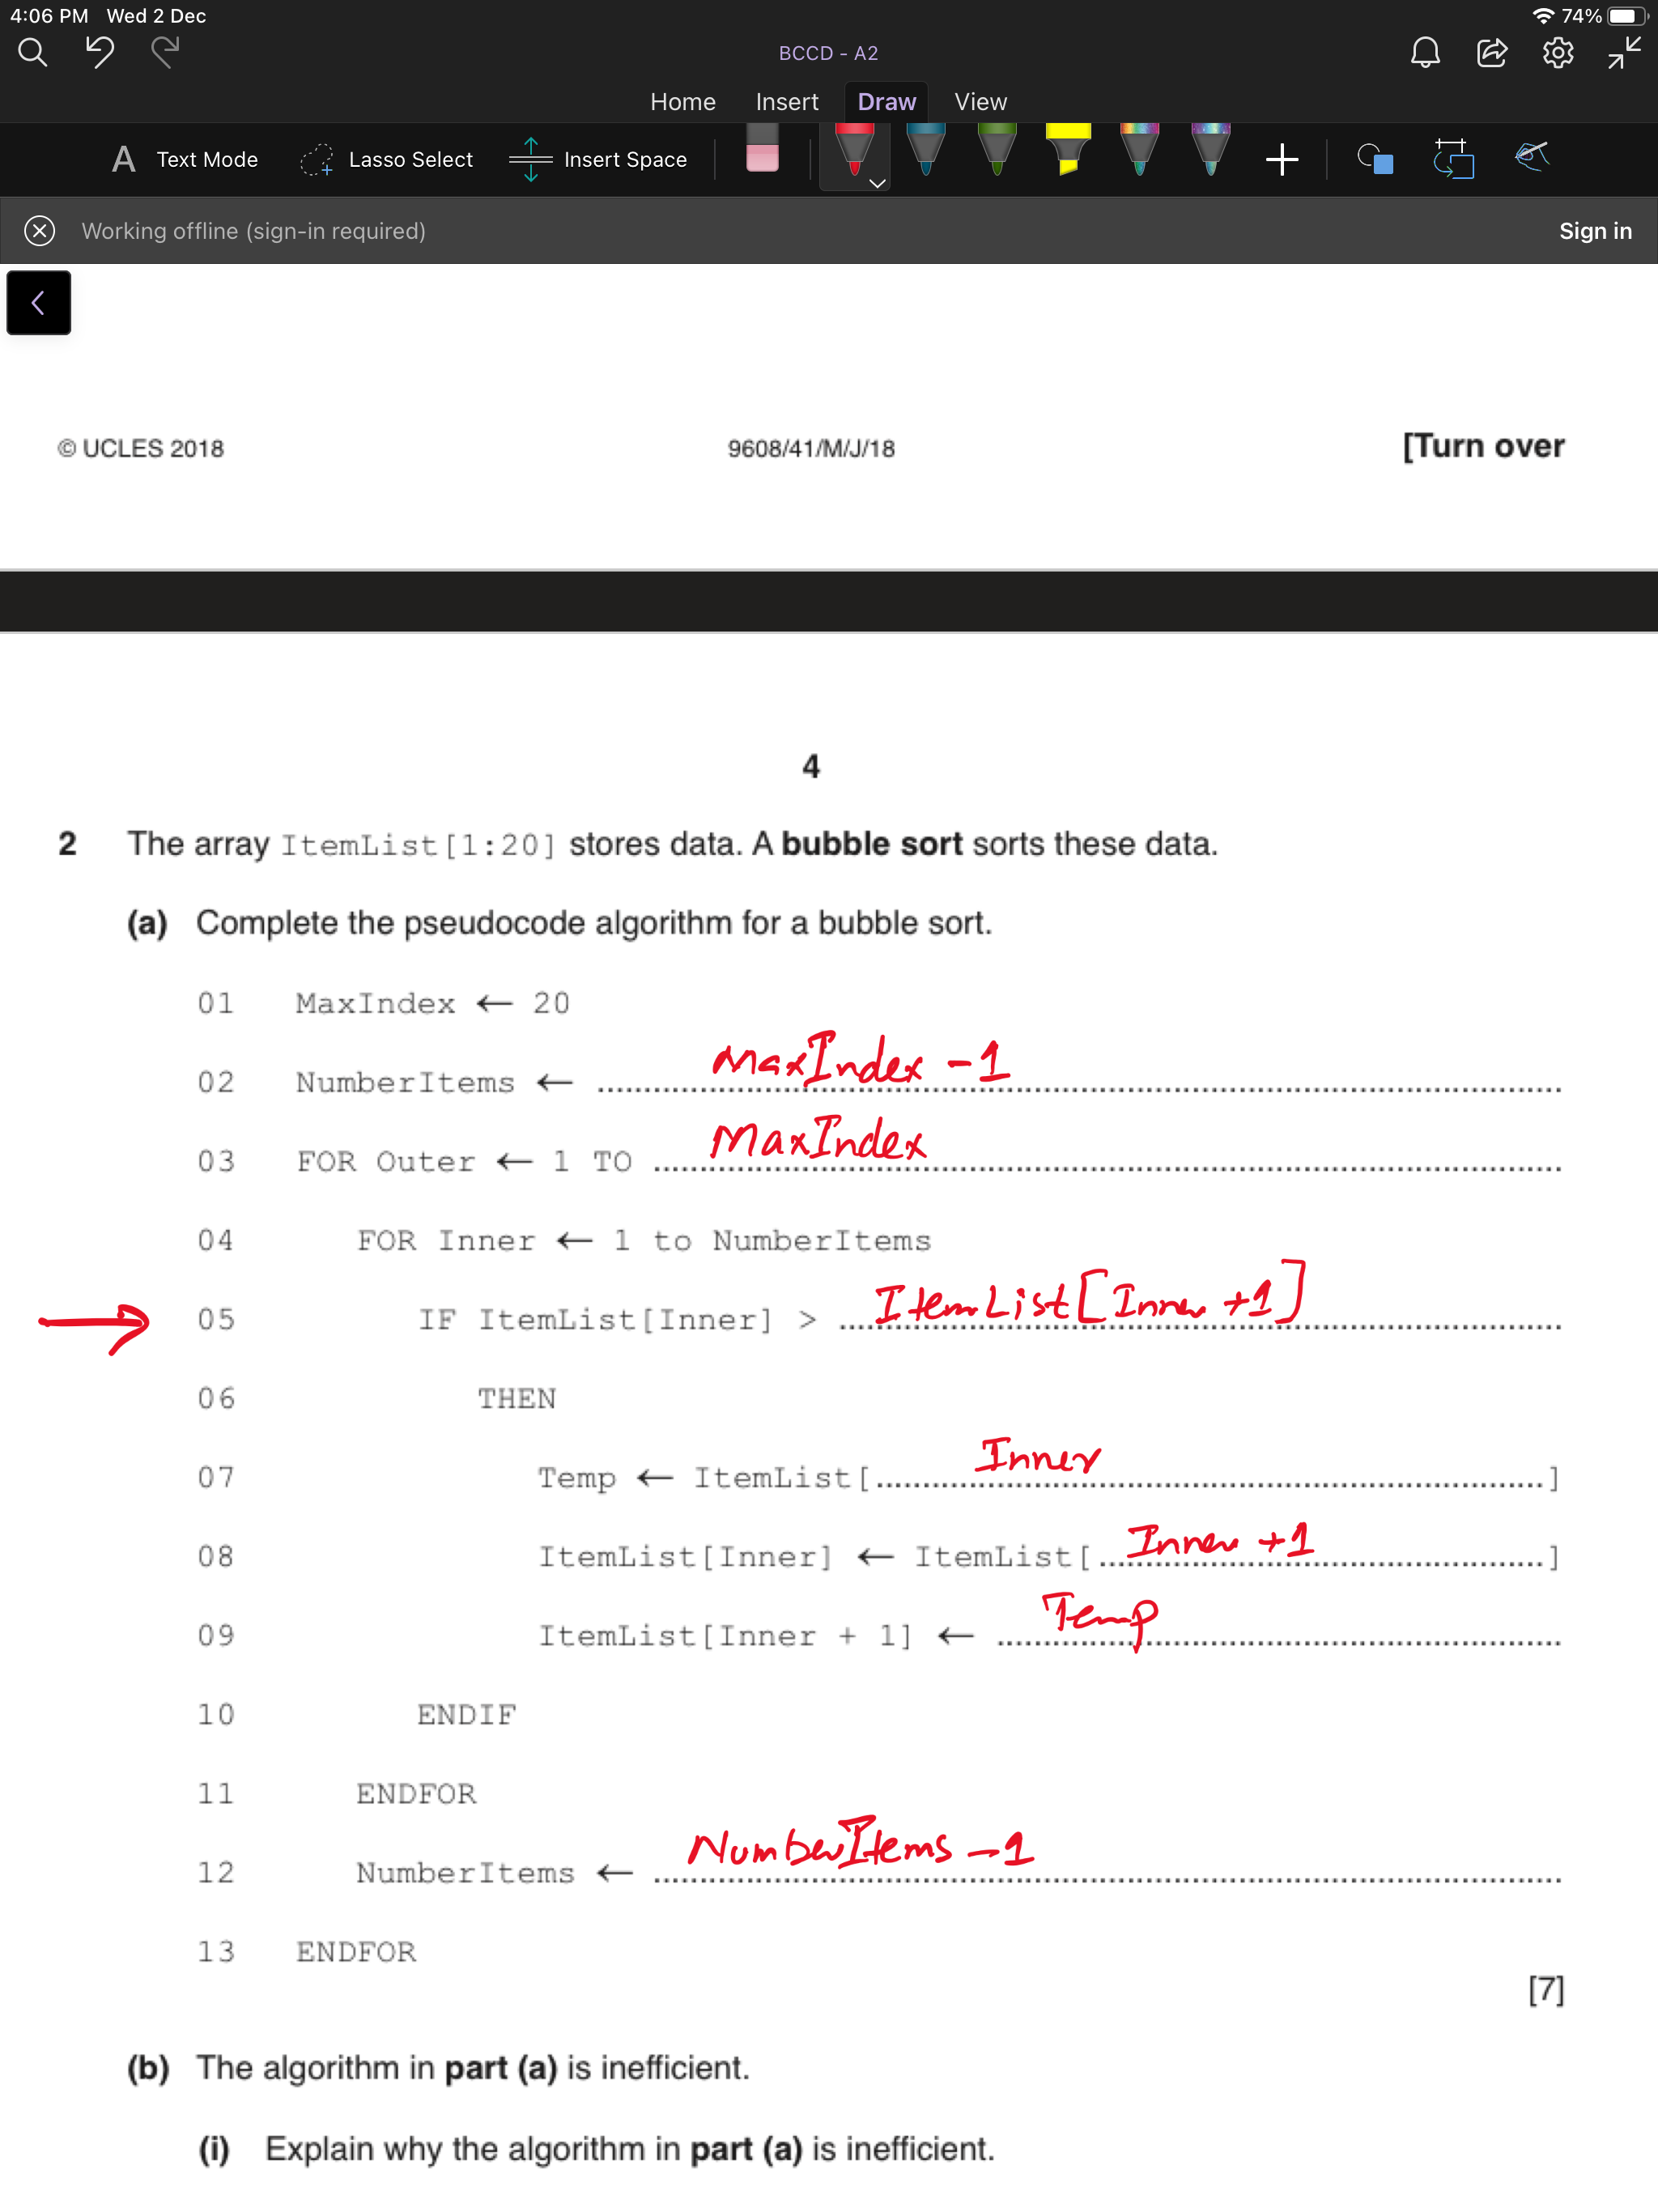 4:06 PM Wed 2 Dec
74%
BCCD - A2
Home Insert Draw View
A Text Mode Lasso Select Insert Space
Working offline (sign-in required) Sign in
© UCLES 2018 9608/41/M/J/18 [Turn over
4
2 The array ItemList[1:20] stores data. A bubble sort sorts these data.
(a) Complete the pseudocode algorithm for a bubble sort.
01 MaxIndex ← 20
02 NumberItems ← MaxIndex - 1
03 FOR Outer ← 1 TO MaxIndex
04 FOR Inner ← 1 to NumberItems
→ 05 IF ItemList[Inner] > ItemList[Inner +1]
06 THEN
07 Temp ← ItemList[Inner]
08 ItemList[Inner] ← ItemList[Inner +1]
09 ItemList[Inner + 1] ← Temp
10 ENDIF
11 ENDFOR
12 NumberItems ← NumberItems - 1
13 ENDFOR
[7]
(b) The algorithm in part (a) is inefficient.
(i) Explain why the algorithm in part (a) is inefficient.